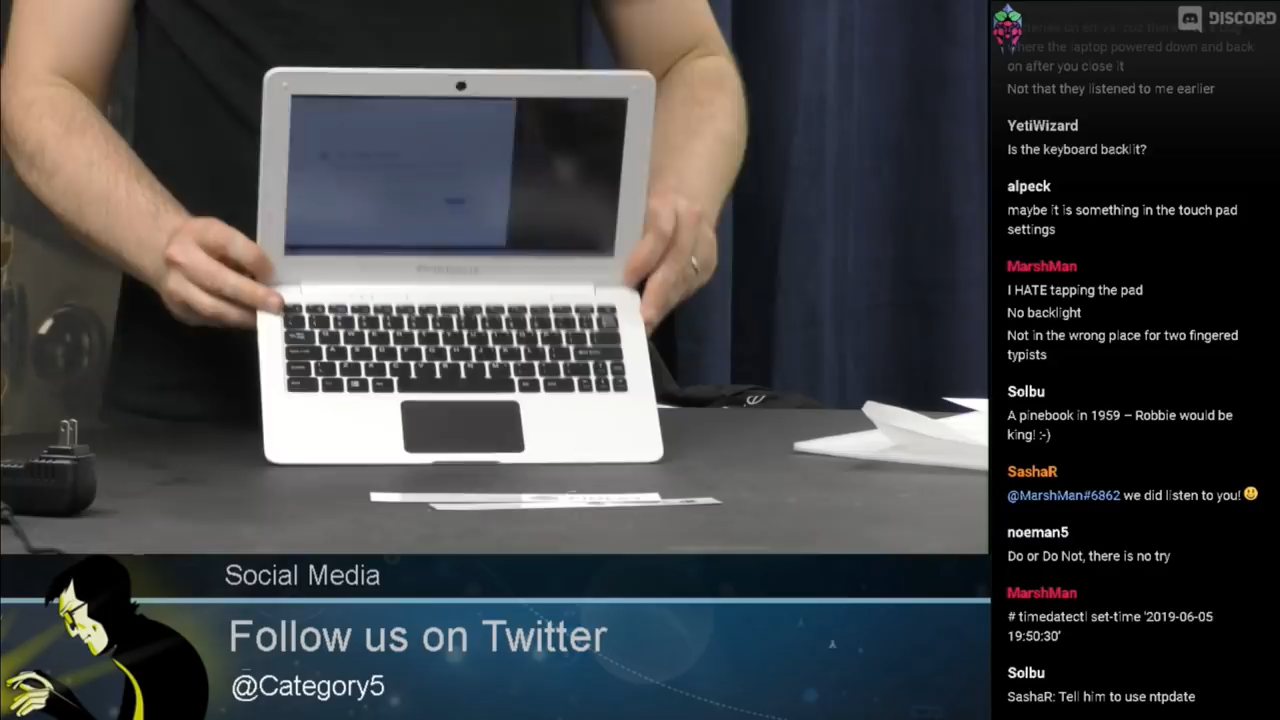 DISCORD
where the laptop powered down and back
on after you close it
Not that they listened to me earlier
YetiWizard
Is the keyboard backlit?
alpeck
maybe it is something in the touch pad
settings
MarshMan
I HATE tapping the pad
No backlight
Not in the wrong place for two fingered
typists
Solbu
A pinebook in 1959 – Robbie would be
king! :-)
SashaR
@MarshMan#6862 we did listen to you!
noeman5
Do or Do Not, there is no try
MarshMan
# timedatectl set-time '2019-06-05
19:50:30'
Solbu
SashaR: Tell him to use ntpdate
Social Media
Follow us on Twitter
@Category5